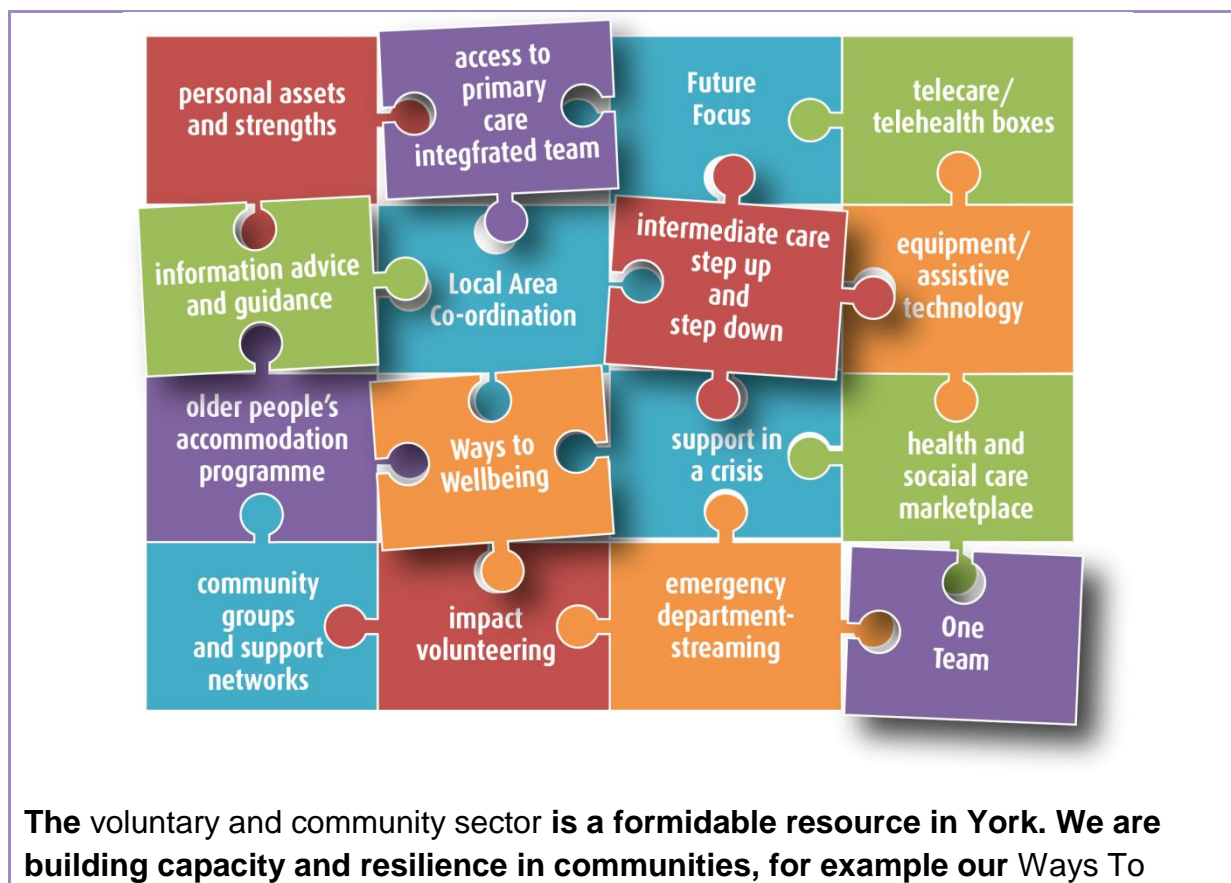 personal assets
and strengths
access to
primary
care
integfrated team
Future
Focus
telecare/
telehealth boxes
information advice
and guidance
Local Area
Co-ordination
intermediate care
step up
and
step down
equipment/
assistive
technology
older people's
accommodation
programme
Ways to
Wellbeing
support in
a crisis
health and
socaial care
marketplace
community
groups
and support
networks
impact
volunteering
emergency
department-
streaming
One
Team
The voluntary and community sector is a formidable resource in York. We are
building capacity and resilience in communities, for example our Ways To